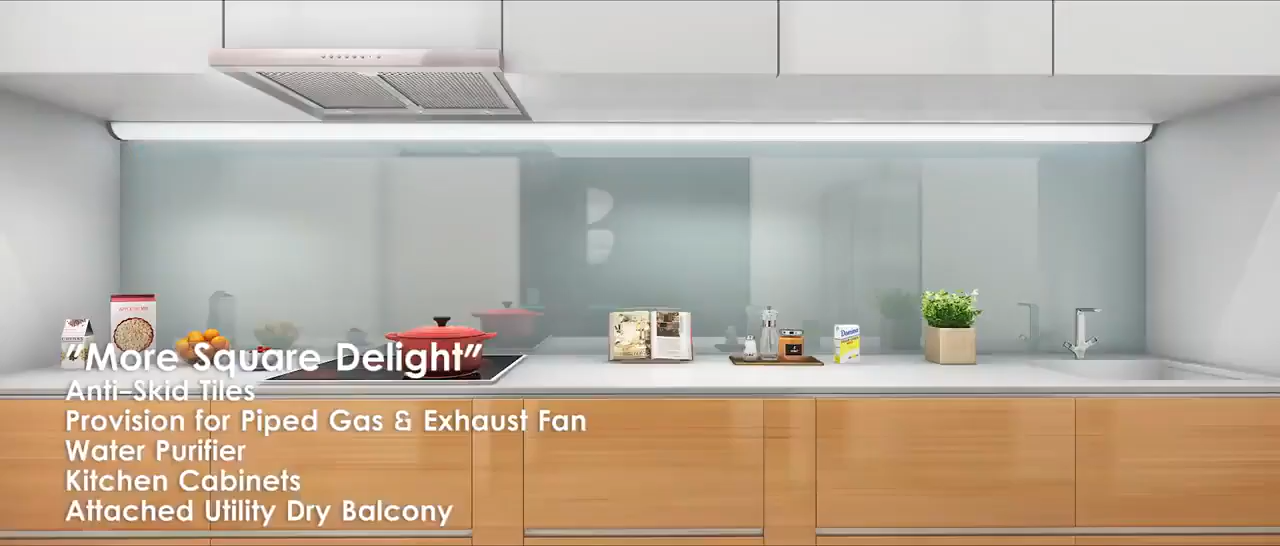 “More Square Delight”
Anti-Skid Tiles
Provision for Piped Gas & Exhaust Fan
Water Purifier
Kitchen Cabinets
Attached Utility Dry Balcony
Domino